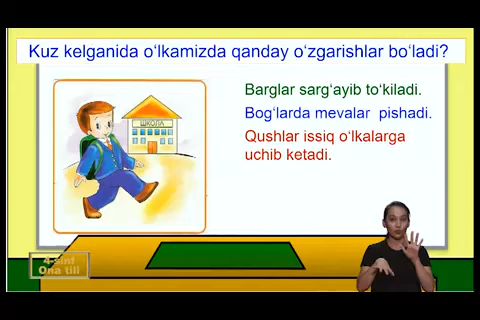 Kuz kelganida o‘lkamizda qanday o‘zgarishlar bo‘ladi?
Barglar sarg‘ayib to‘kiladi.
Bog‘larda mevalar pishadi.
Qushlar issiq o‘lkalarga
uchib ketadi.
ШКОЛА
4-sinf
Ona tili